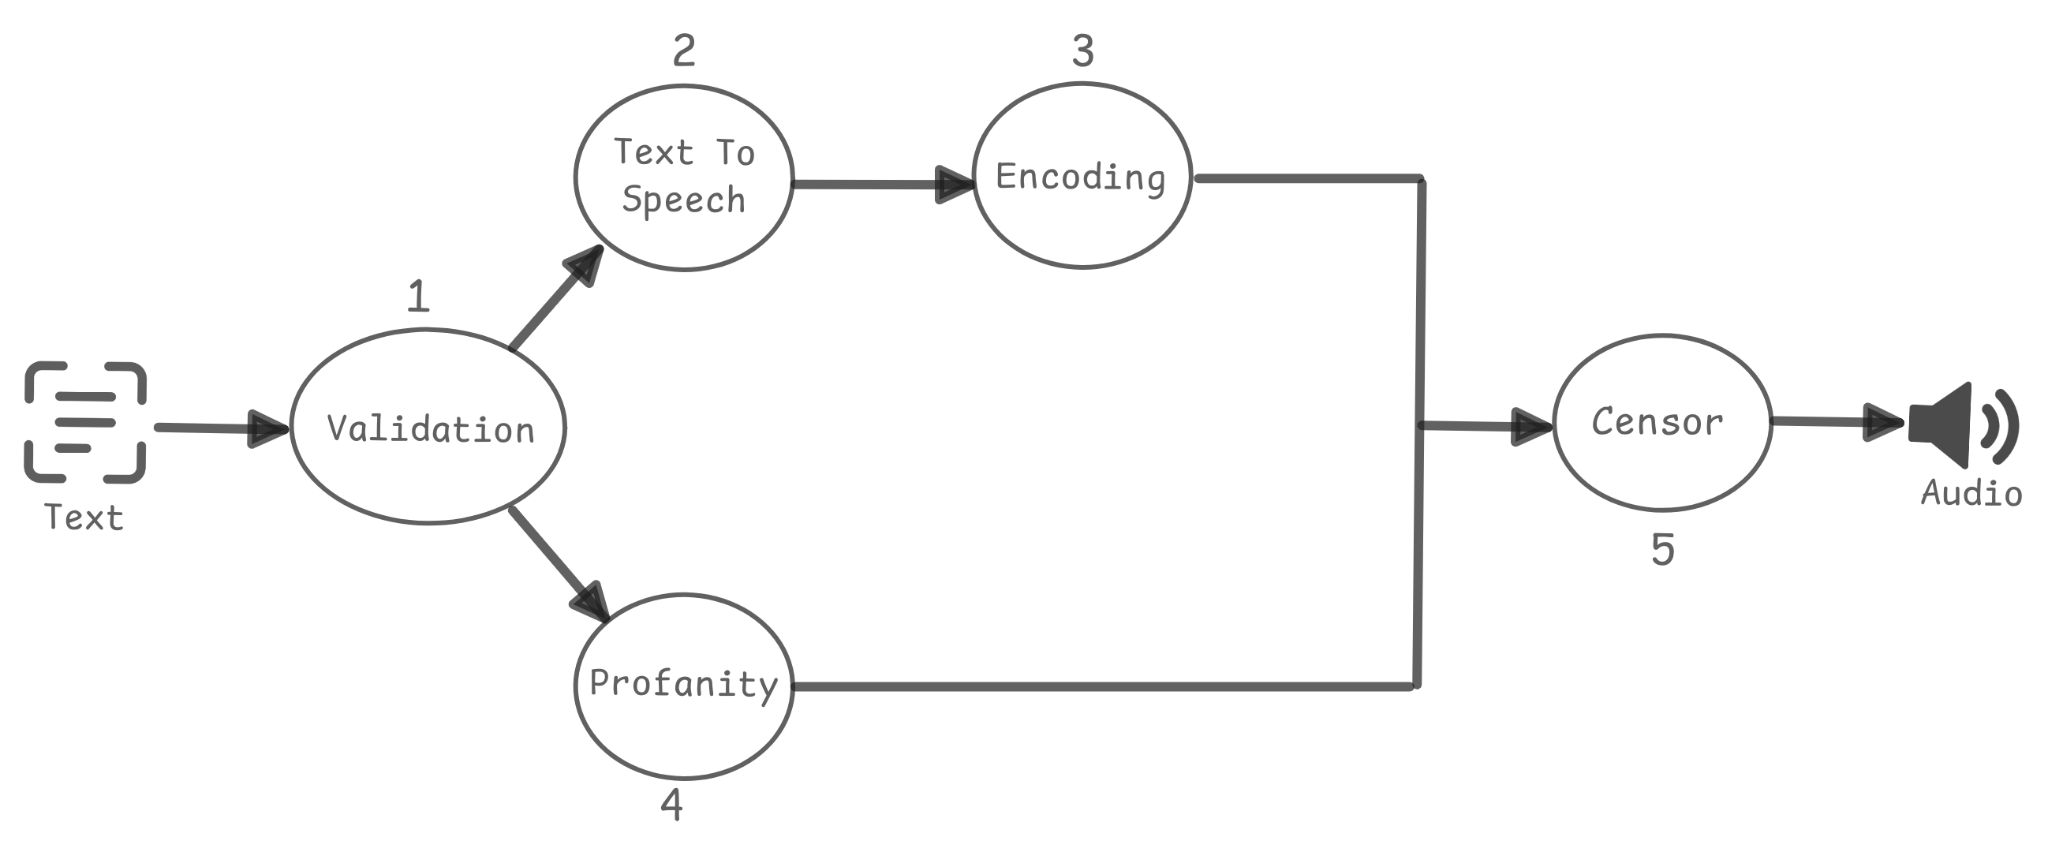 2
3
Text To
Speech
Encoding
1
Validation
Text
Censor
Audio
5
Profanity
4